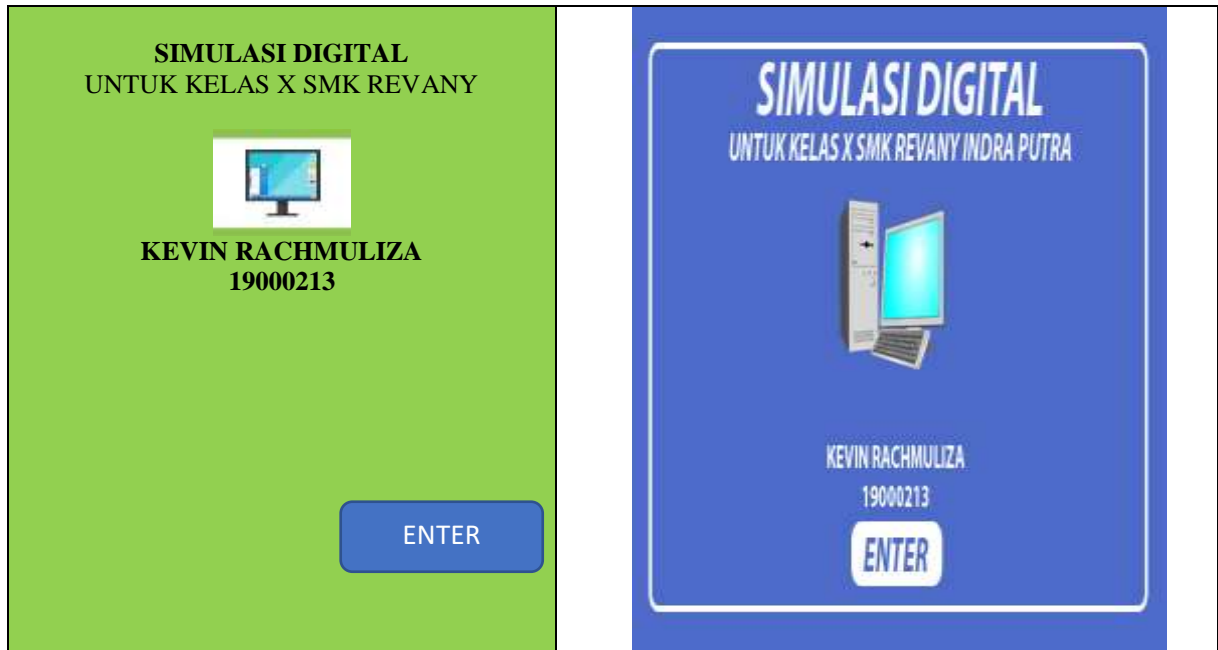 SIMULASI DIGITAL
UNTUK KELAS X SMK REVANY
KEVIN RACHMULIZA
19000213
ENTER
SIMULASI DIGITAL
UNTUK KELAS X SMK REVANY INDRA PUTRA
KEVIN RACHMULIZA
19000213
ENTER